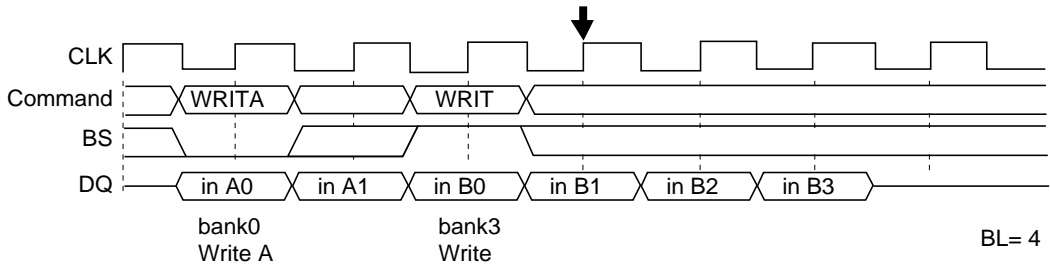 CLK
Command WRITA WRIT
BS
DQ in A0 in A1 in B0 in B1 in B2 in B3
bank0 bank3
Write A Write BL= 4